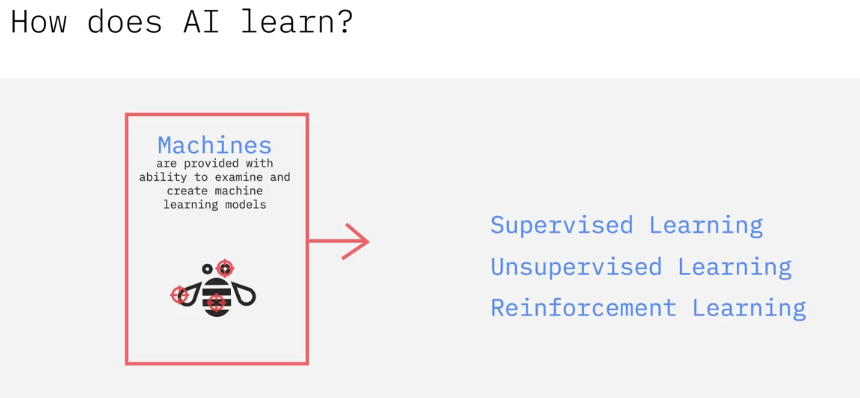 How does AI learn?
Machines
are provided with
ability to examine and
create machine
learning models
Supervised Learning
Unsupervised Learning
Reinforcement Learning